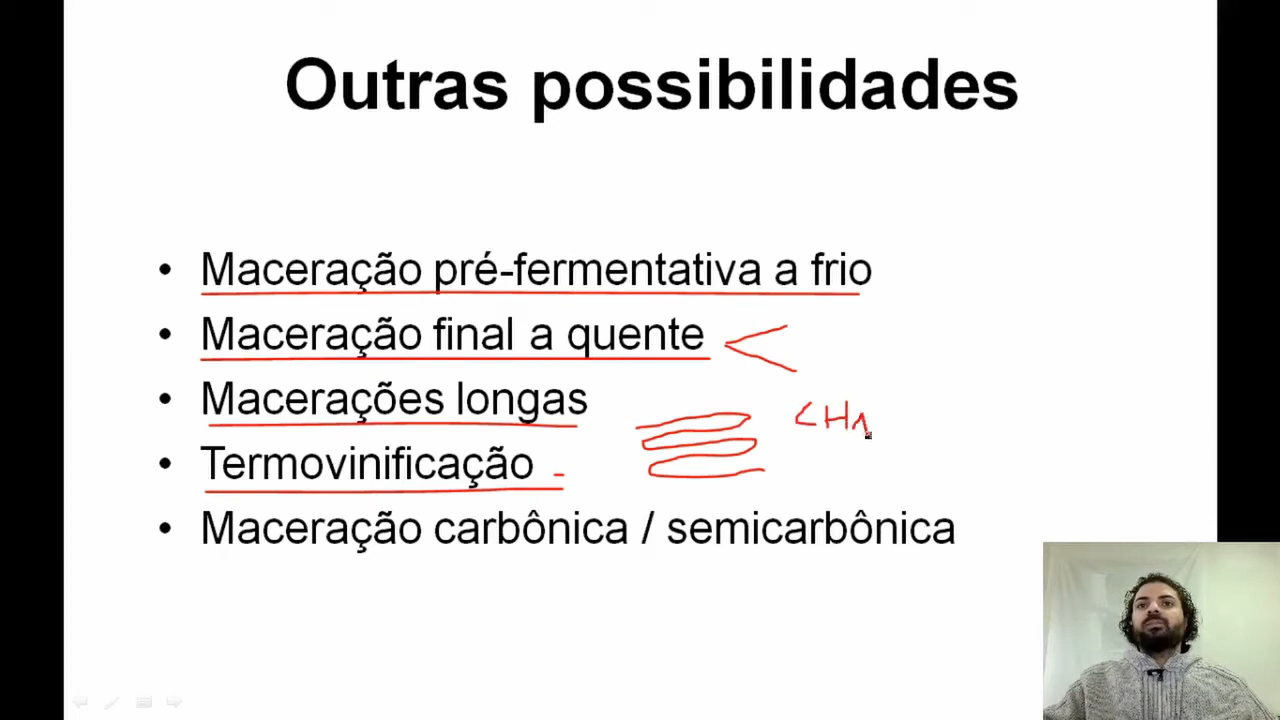 Outras possibilidades
• Maceração pré-fermentativa a frio
• Maceração final a quente
• Macerações longas
• Termovinificação -
• Maceração carbônica / semicarbônica